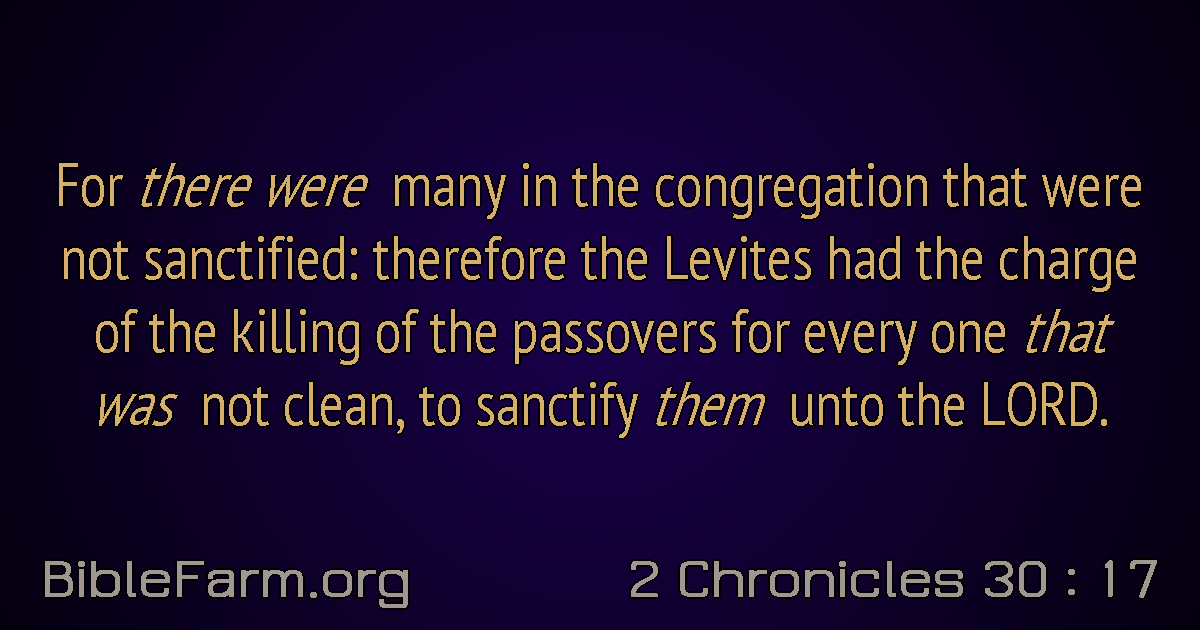 For there were many in the congregation that were
not sanctified: therefore the Levites had the charge
of the killing of the passovers for every one that
was not clean, to sanctify them unto the LORD.
BibleFarm.org
2 Chronicles 30 : 17